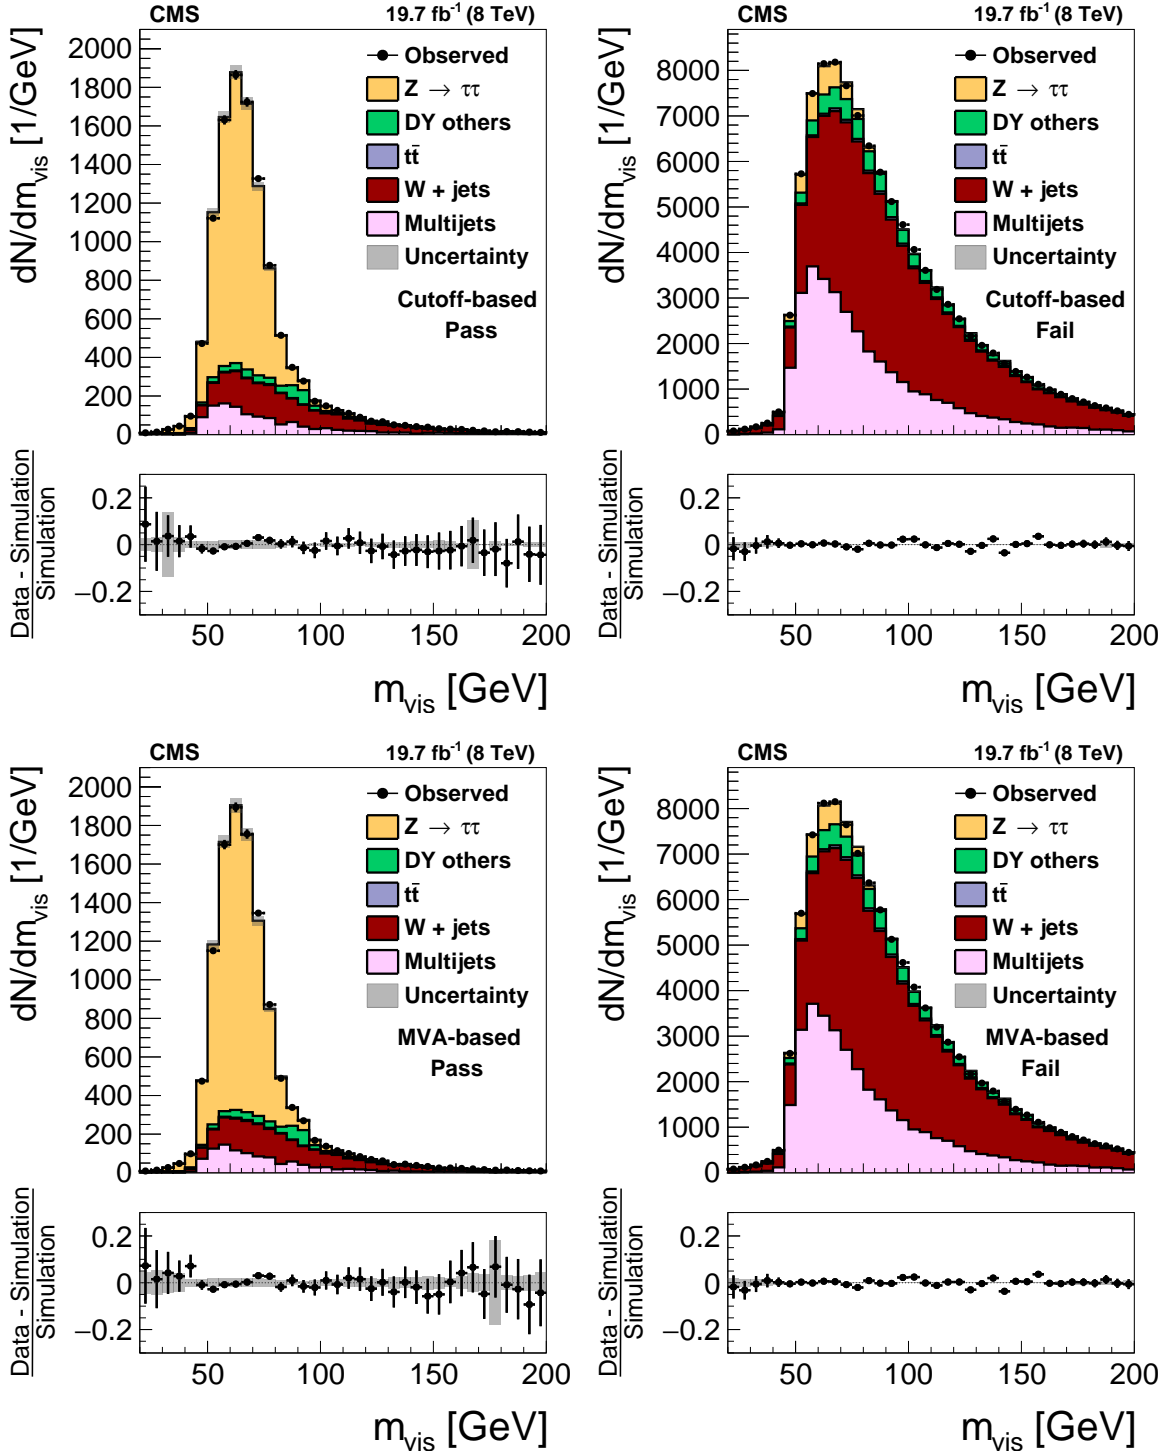 CMS 19.7 fb⁻¹ (8 TeV)
dN/dm_vis [1/GeV]
2000
1800
1600
1400
1200
1000
800
600
400
200
0
Observed
Z → ττ
DY others
tt̄
W + jets
Multijets
Uncertainty
Cutoff-based
Pass
Data - Simulation
Simulation
0.2
0
−0.2
50 100 150 200
m_vis [GeV]
CMS 19.7 fb⁻¹ (8 TeV)
dN/dm_vis [1/GeV]
8000
7000
6000
5000
4000
3000
2000
1000
0
Observed
Z → ττ
DY others
tt̄
W + jets
Multijets
Uncertainty
Cutoff-based
Fail
Data - Simulation
Simulation
0.2
0
−0.2
50 100 150 200
m_vis [GeV]
CMS 19.7 fb⁻¹ (8 TeV)
dN/dm_vis [1/GeV]
2000
1800
1600
1400
1200
1000
800
600
400
200
0
Observed
Z → ττ
DY others
tt̄
W + jets
Multijets
Uncertainty
MVA-based
Pass
Data - Simulation
Simulation
0.2
0
−0.2
50 100 150 200
m_vis [GeV]
CMS 19.7 fb⁻¹ (8 TeV)
dN/dm_vis [1/GeV]
8000
7000
6000
5000
4000
3000
2000
1000
0
Observed
Z → ττ
DY others
tt̄
W + jets
Multijets
Uncertainty
MVA-based
Fail
Data - Simulation
Simulation
0.2
0
−0.2
50 100 150 200
m_vis [GeV]